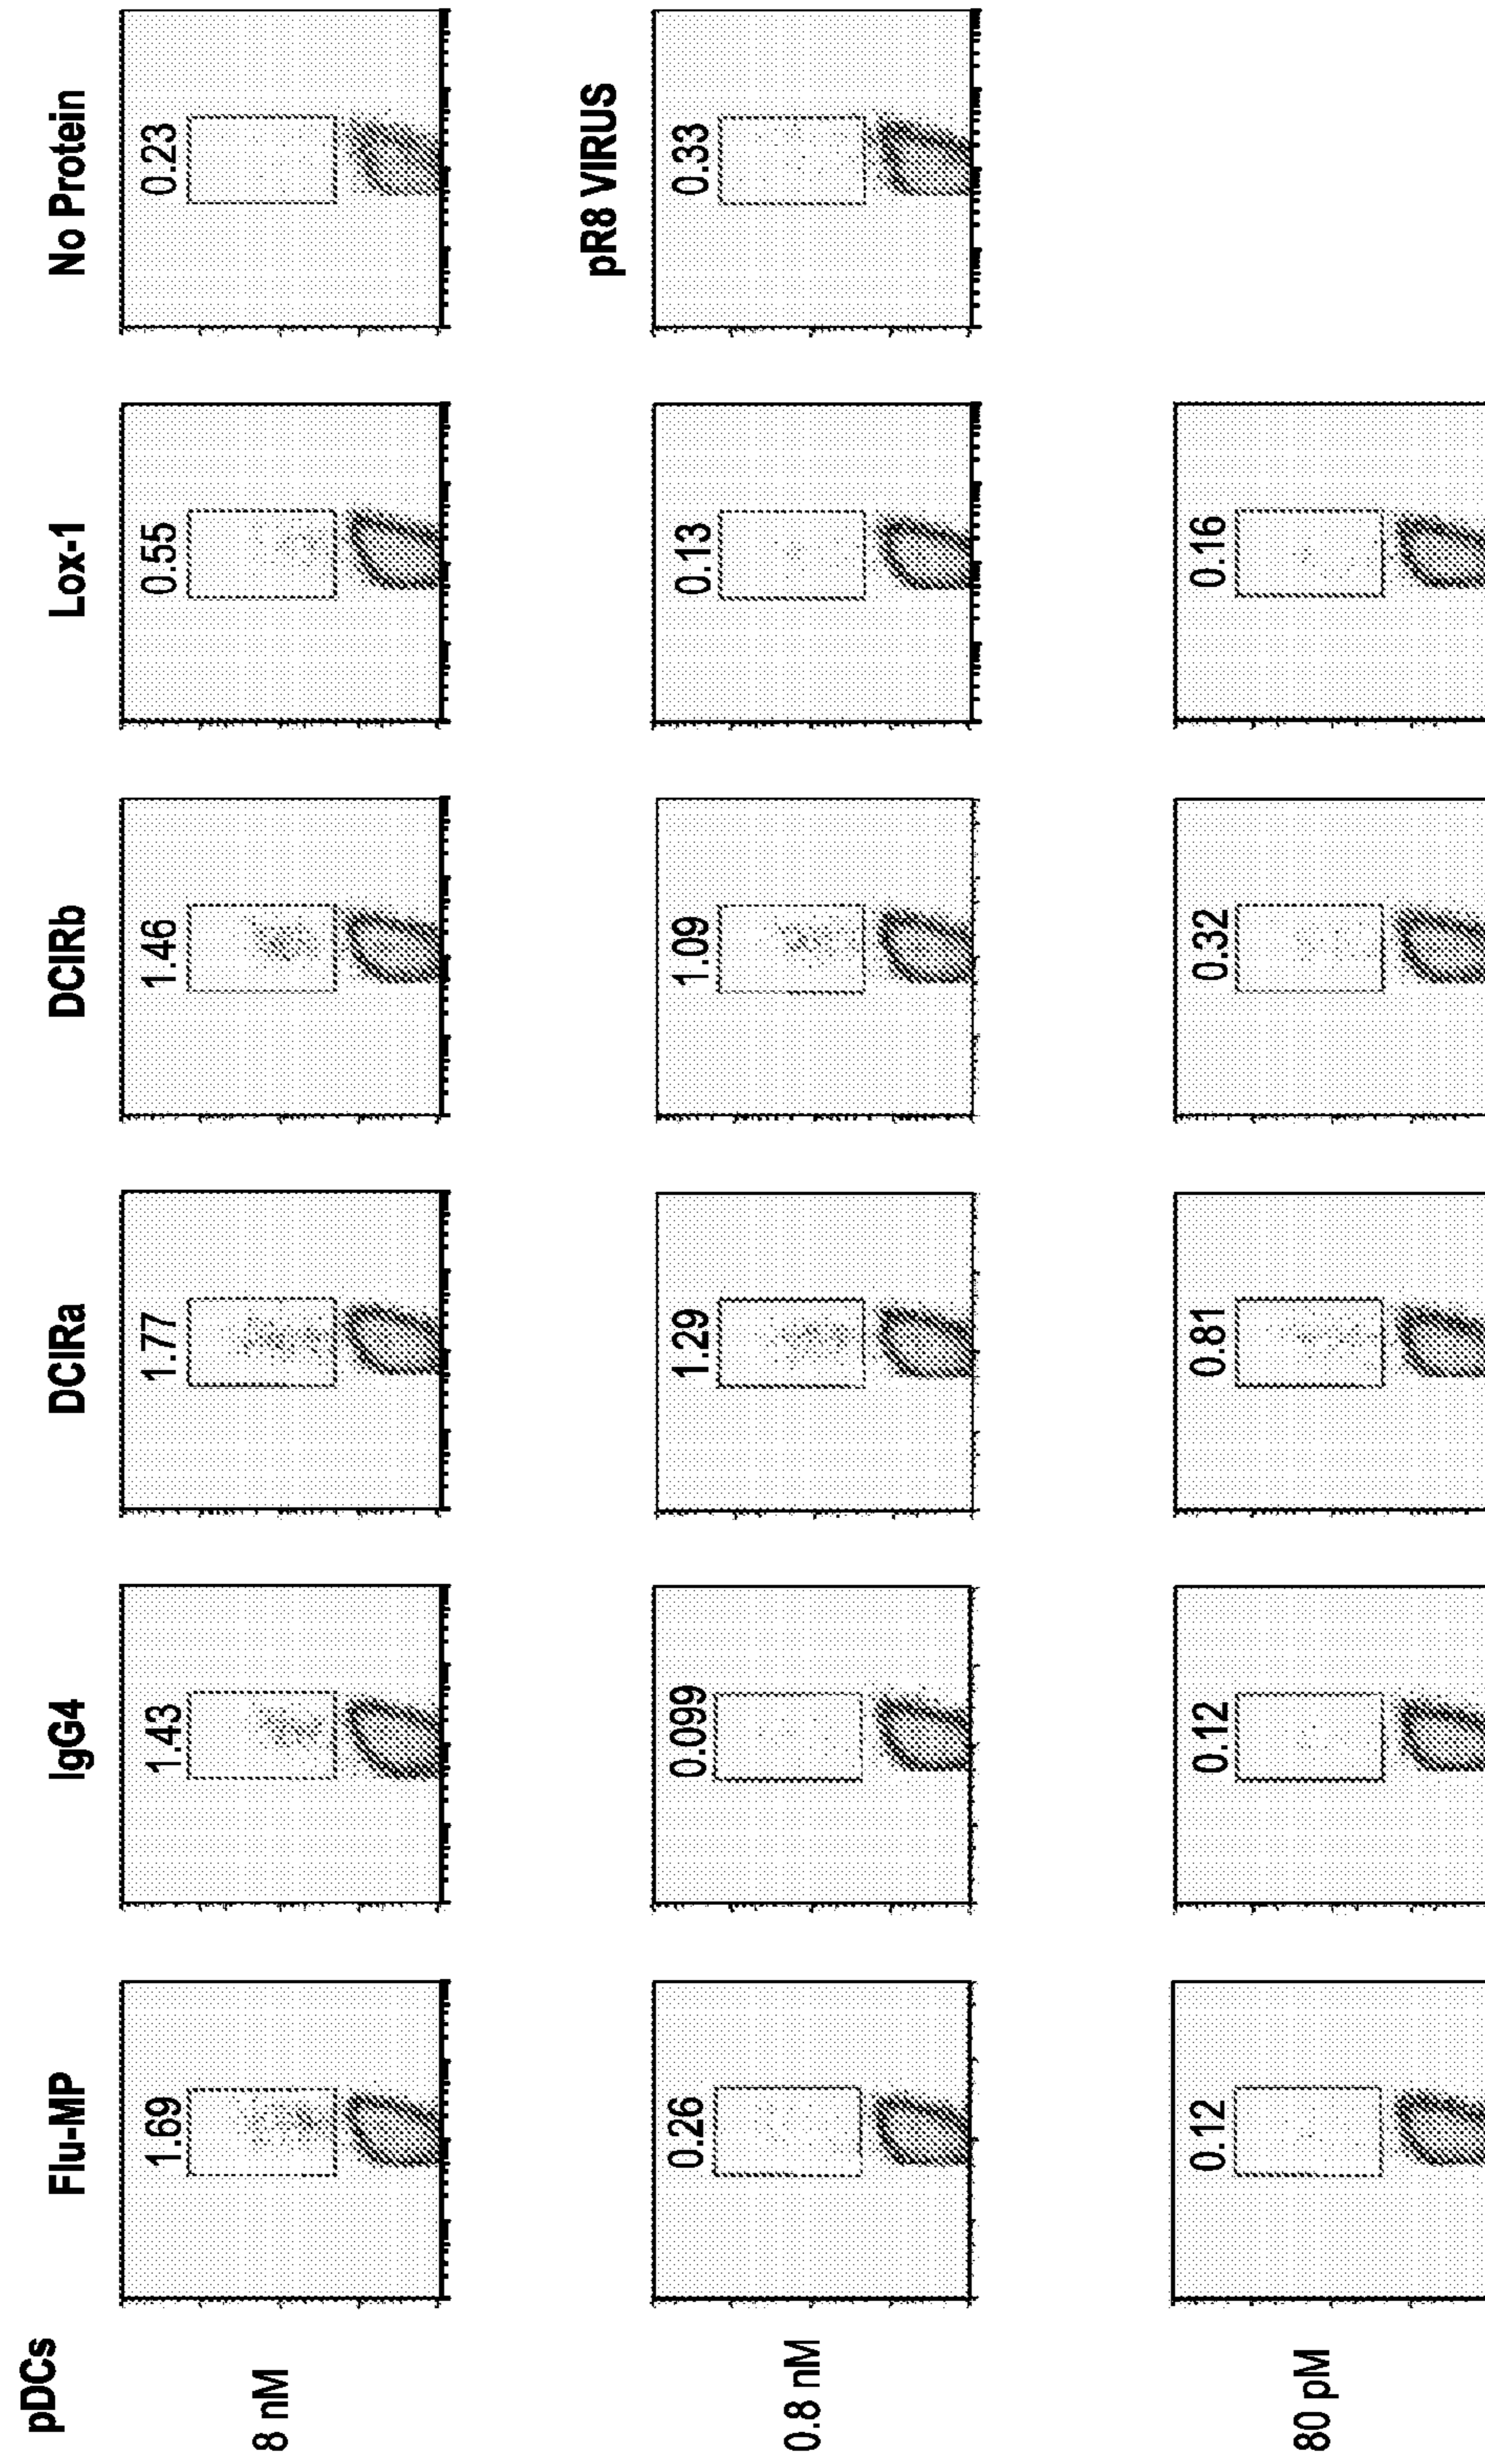 pDCs
Flu-MP IgG4 DCIRa DCIRb Lox-1 No Protein
8 nM 1.69 1.43 1.77 1.46 0.55 0.23
pR8 VIRUS
0.8 nM 0.26 0.099 1.29 1.09 0.13 0.33
80 pM 0.12 0.12 0.81 0.32 0.16